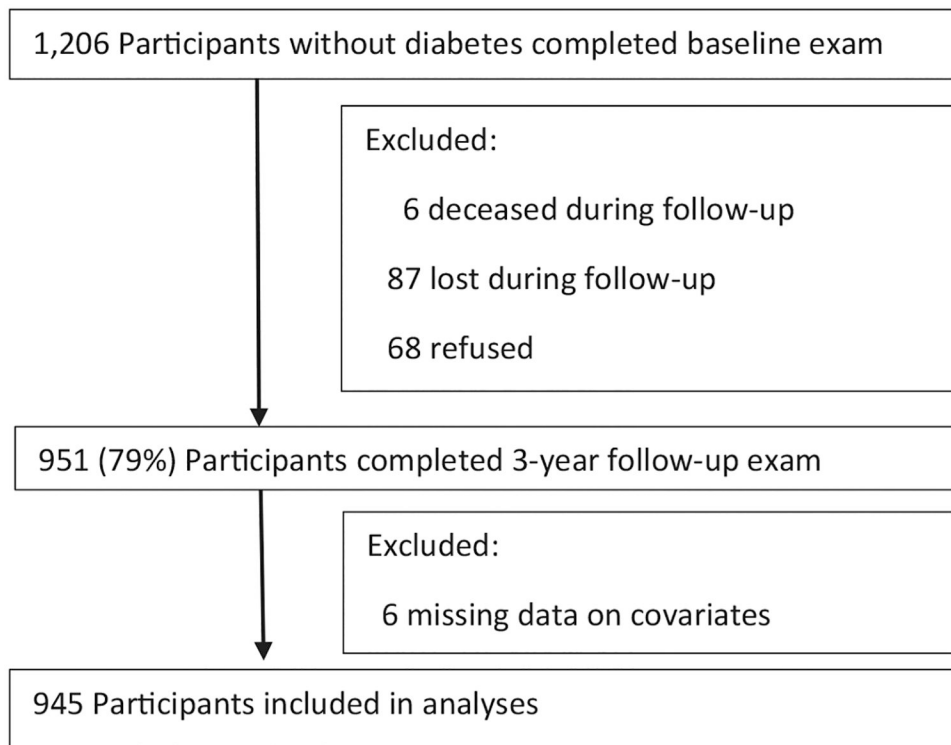 1,206 Participants without diabetes completed baseline exam
Excluded:
6 deceased during follow-up
87 lost during follow-up
68 refused
951 (79%) Participants completed 3-year follow-up exam
Excluded:
6 missing data on covariates
945 Participants included in analyses